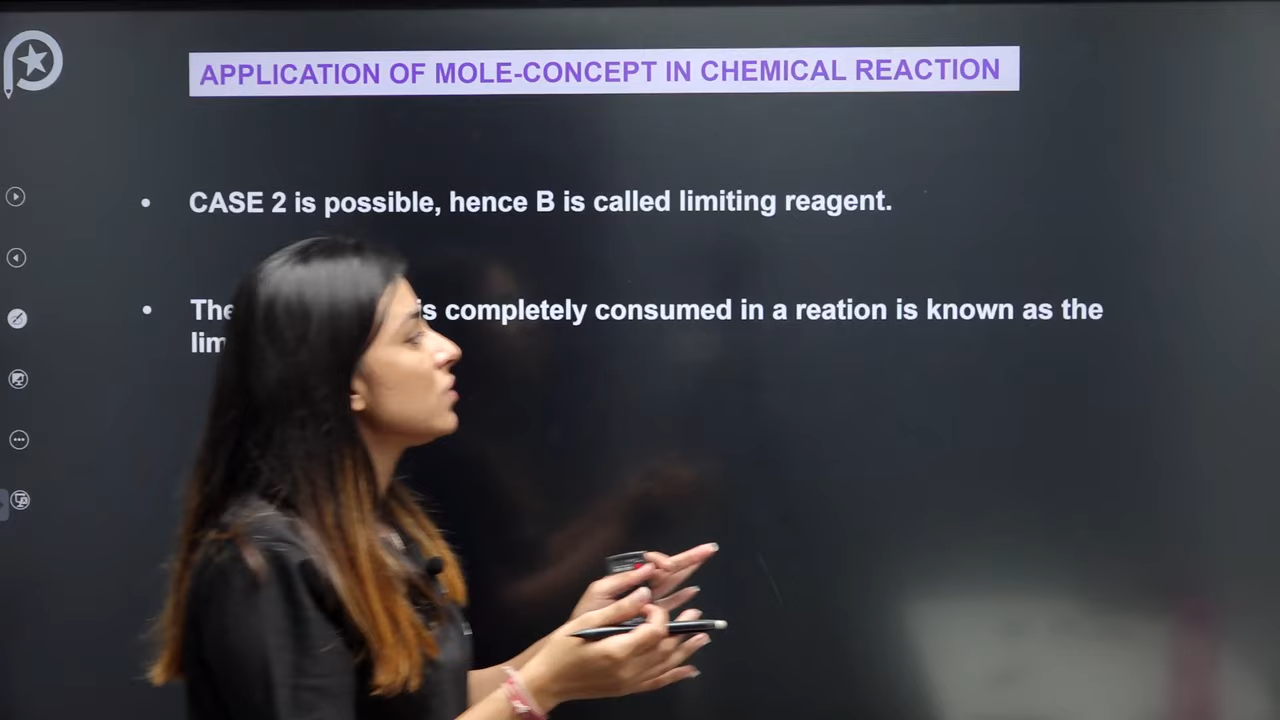 APPLICATION OF MOLE-CONCEPT IN CHEMICAL REACTION
• CASE 2 is possible, hence B is called limiting reagent.
• The is completely consumed in a reation is known as the